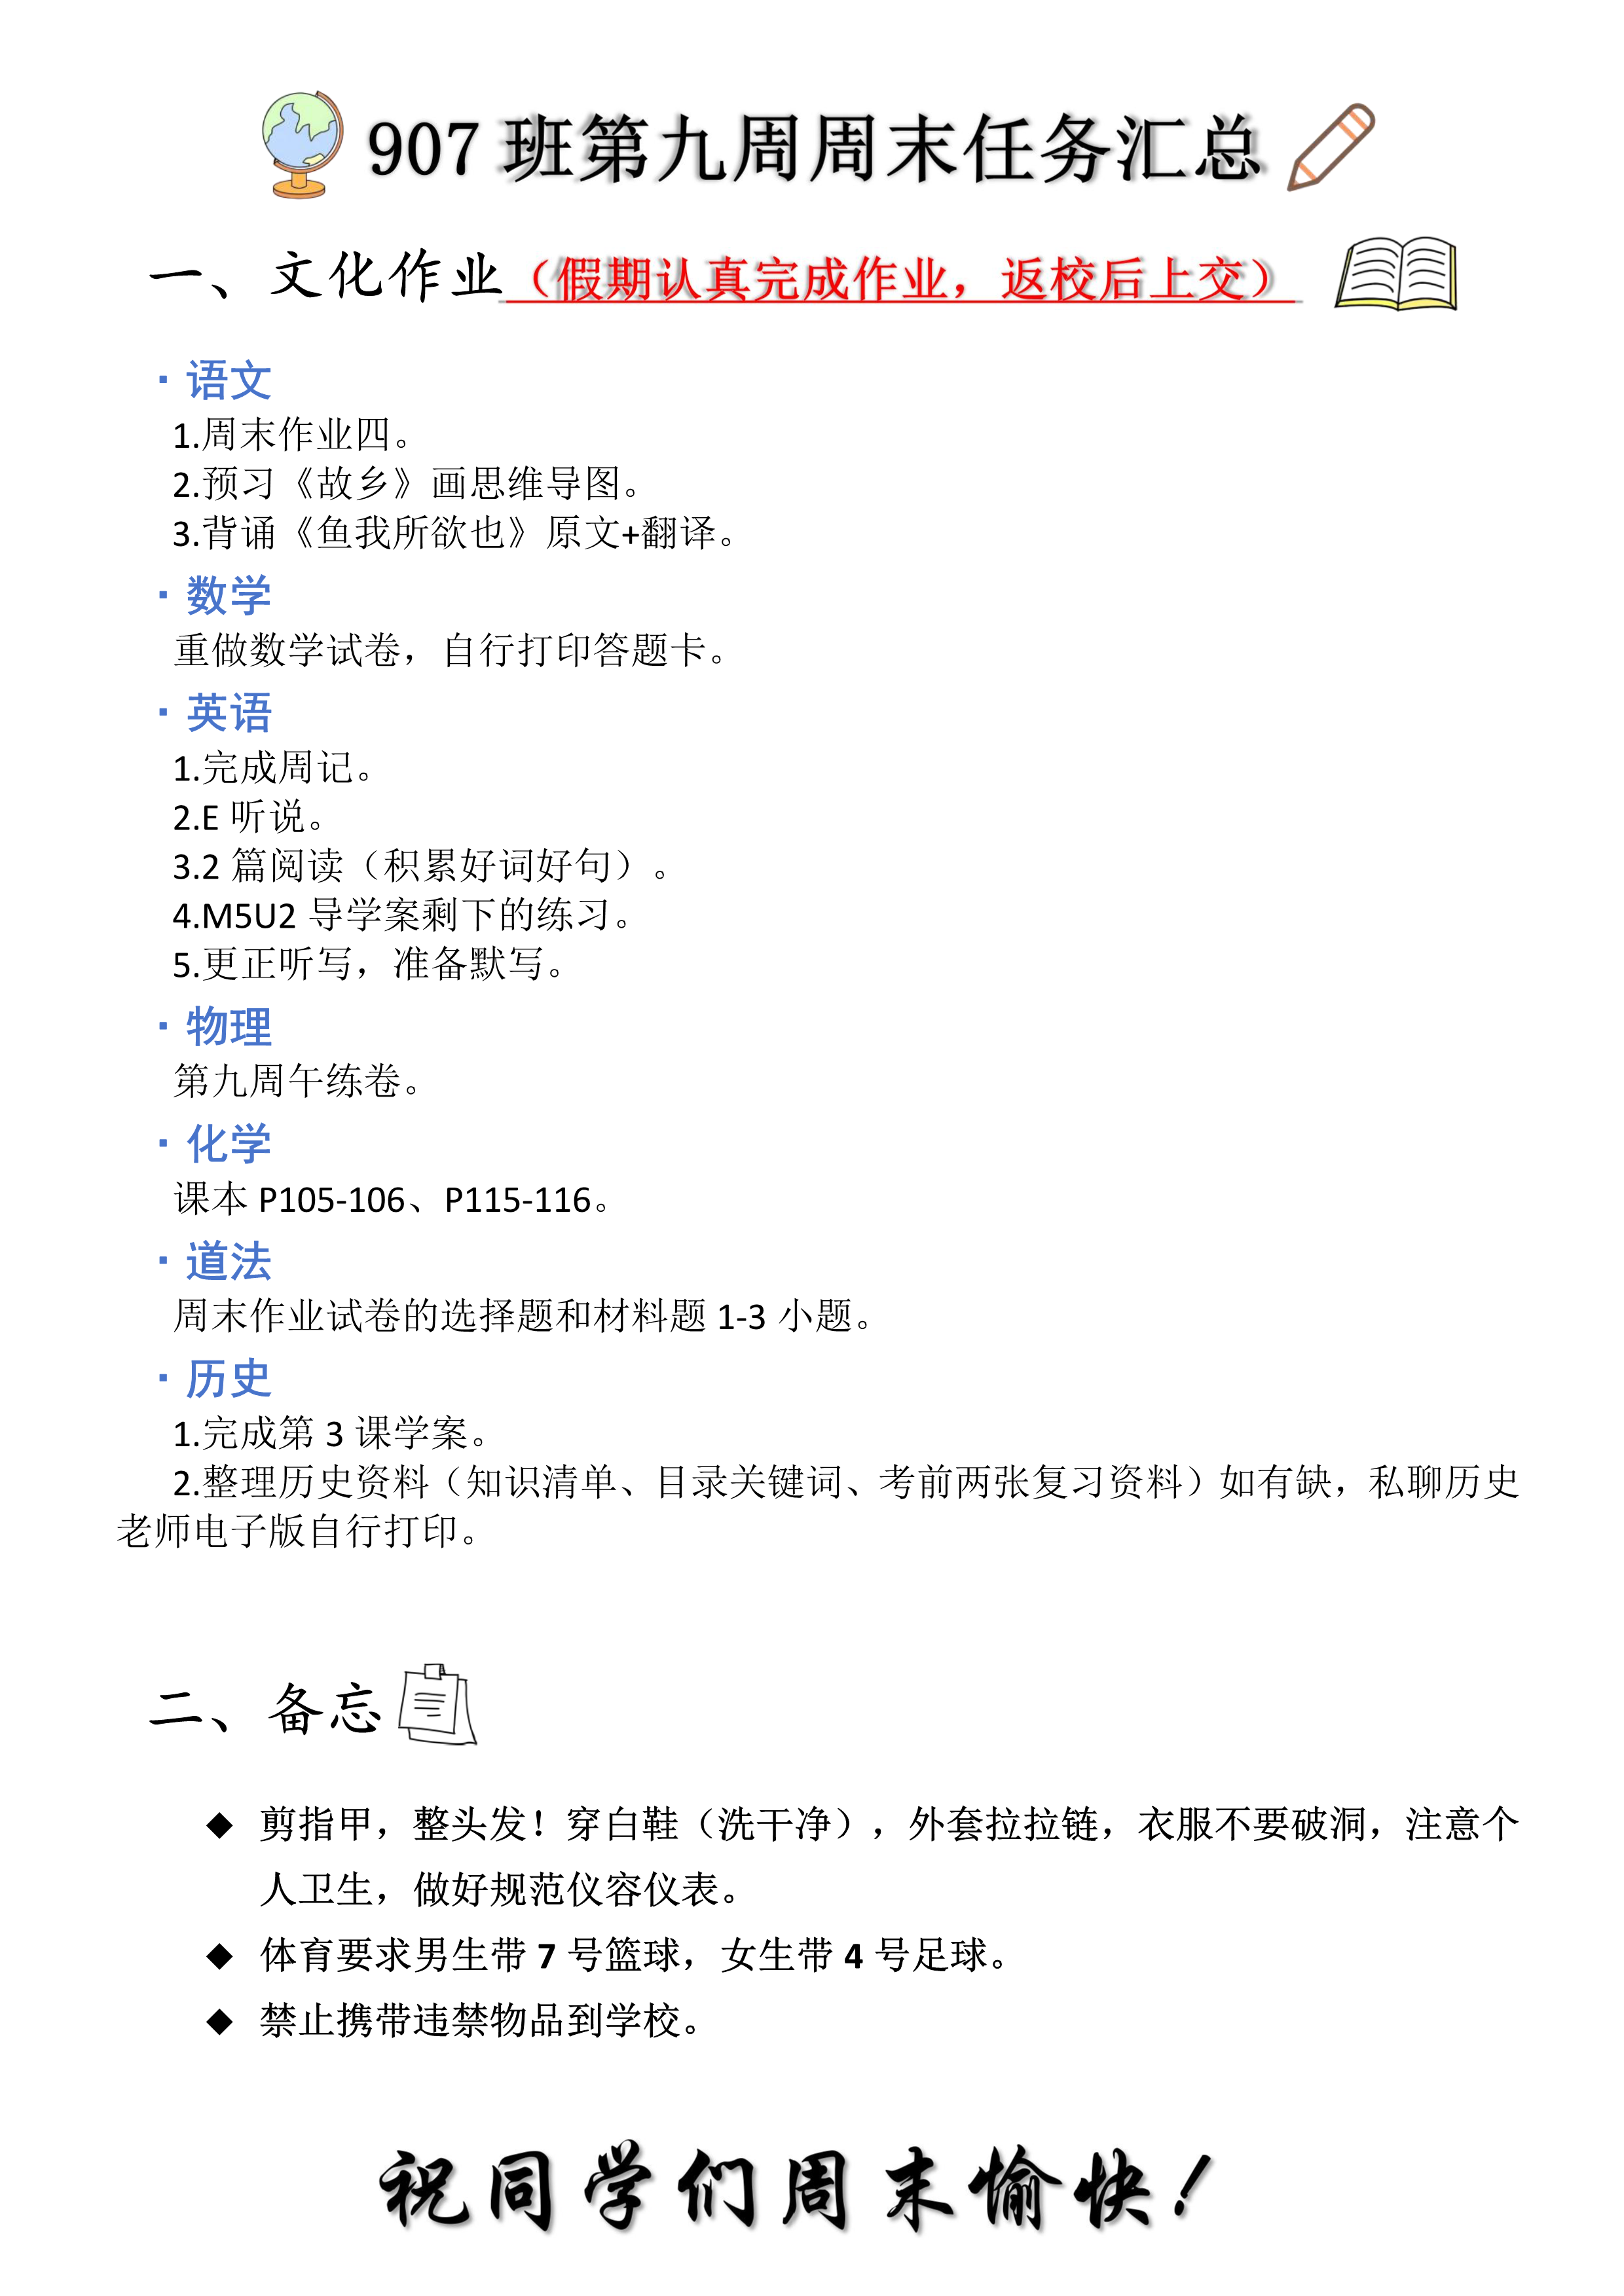 907 班第九周周末任务汇总
一、文化作业（假期认真完成作业，返校后上交）
· 语文
1.周末作业四。
2.预习《故乡》画思维导图。
3.背诵《鱼我所欲也》原文+翻译。
· 数学
重做数学试卷，自行打印答题卡。
· 英语
1.完成周记。
2.E 听说。
3.2 篇阅读（积累好词好句）。
4.M5U2 导学案剩下的练习。
5.更正听写，准备默写。
· 物理
第九周午练卷。
· 化学
课本 P105-106、P115-116。
· 道法
周末作业试卷的选择题和材料题 1-3 小题。
· 历史
1.完成第 3 课学案。
2.整理历史资料（知识清单、目录关键词、考前两张复习资料）如有缺，私聊历史
老师电子版自行打印。
二、备忘
◆ 剪指甲，整头发！穿白鞋（洗干净），外套拉拉链，衣服不要破洞，注意个
人卫生，做好规范仪容仪表。
◆ 体育要求男生带 7 号篮球，女生带 4 号足球。
◆ 禁止携带违禁物品到学校。
祝同学们周末愉快！